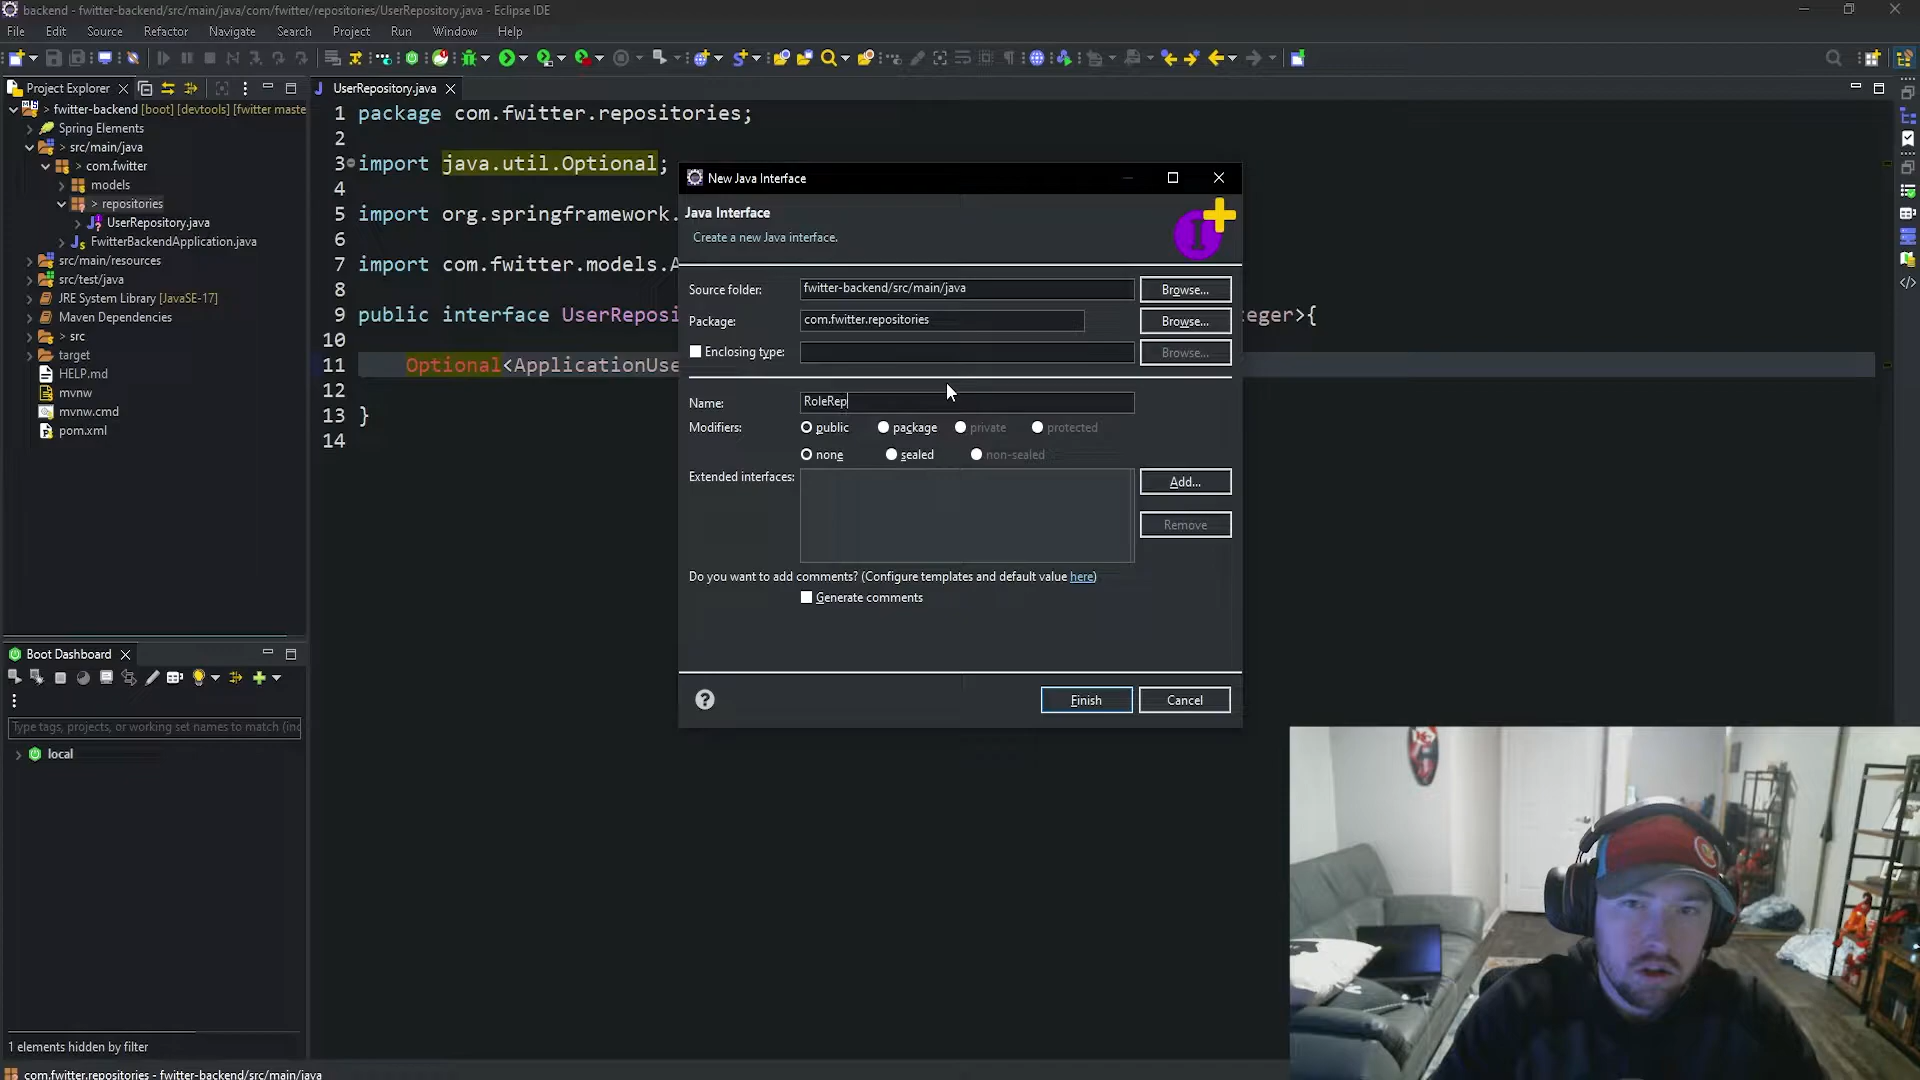 backend - fwitter-backend/src/main/java/com/fwitter/repositories/UserRepository.java - Eclipse IDE
File Edit Source Refactor Navigate Search Project Run Window Help
Project Explorer
UserRepository.java
fwitter-backend [boot] [devtools] [fwitter maste
Spring Elements
> src/main/java
> com.fwitter
models
> repositories
UserRepository.java
FwitterBackendApplication.java
src/main/resources
src/test/java
JRE System Library [JavaSE-17]
Maven Dependencies
> src
target
HELP.md
mvnw
mvnw.cmd
pom.xml
1 package com.fwitter.repositories;
2
3 import java.util.Optional;
4
5 import org.springframework.
6
7 import com.fwitter.models.A
8
9 public interface UserReposi eger>{
10
11 Optional<ApplicationUse
12
13 }
14
New Java Interface
Java Interface
Create a new Java interface.
Source folder: fwitter-backend/src/main/java Browse...
Package: com.fwitter.repositories Browse...
Enclosing type: Browse...
Name: RoleRep
Modifiers: public package private protected
none sealed non-sealed
Extended interfaces: Add...
Remove
Do you want to add comments? (Configure templates and default value here)
Generate comments
Finish Cancel
Boot Dashboard
Type tags, projects, or working set names to match (inc
local
1 elements hidden by filter
com.fwitter.repositories - fwitter-backend/src/main/java